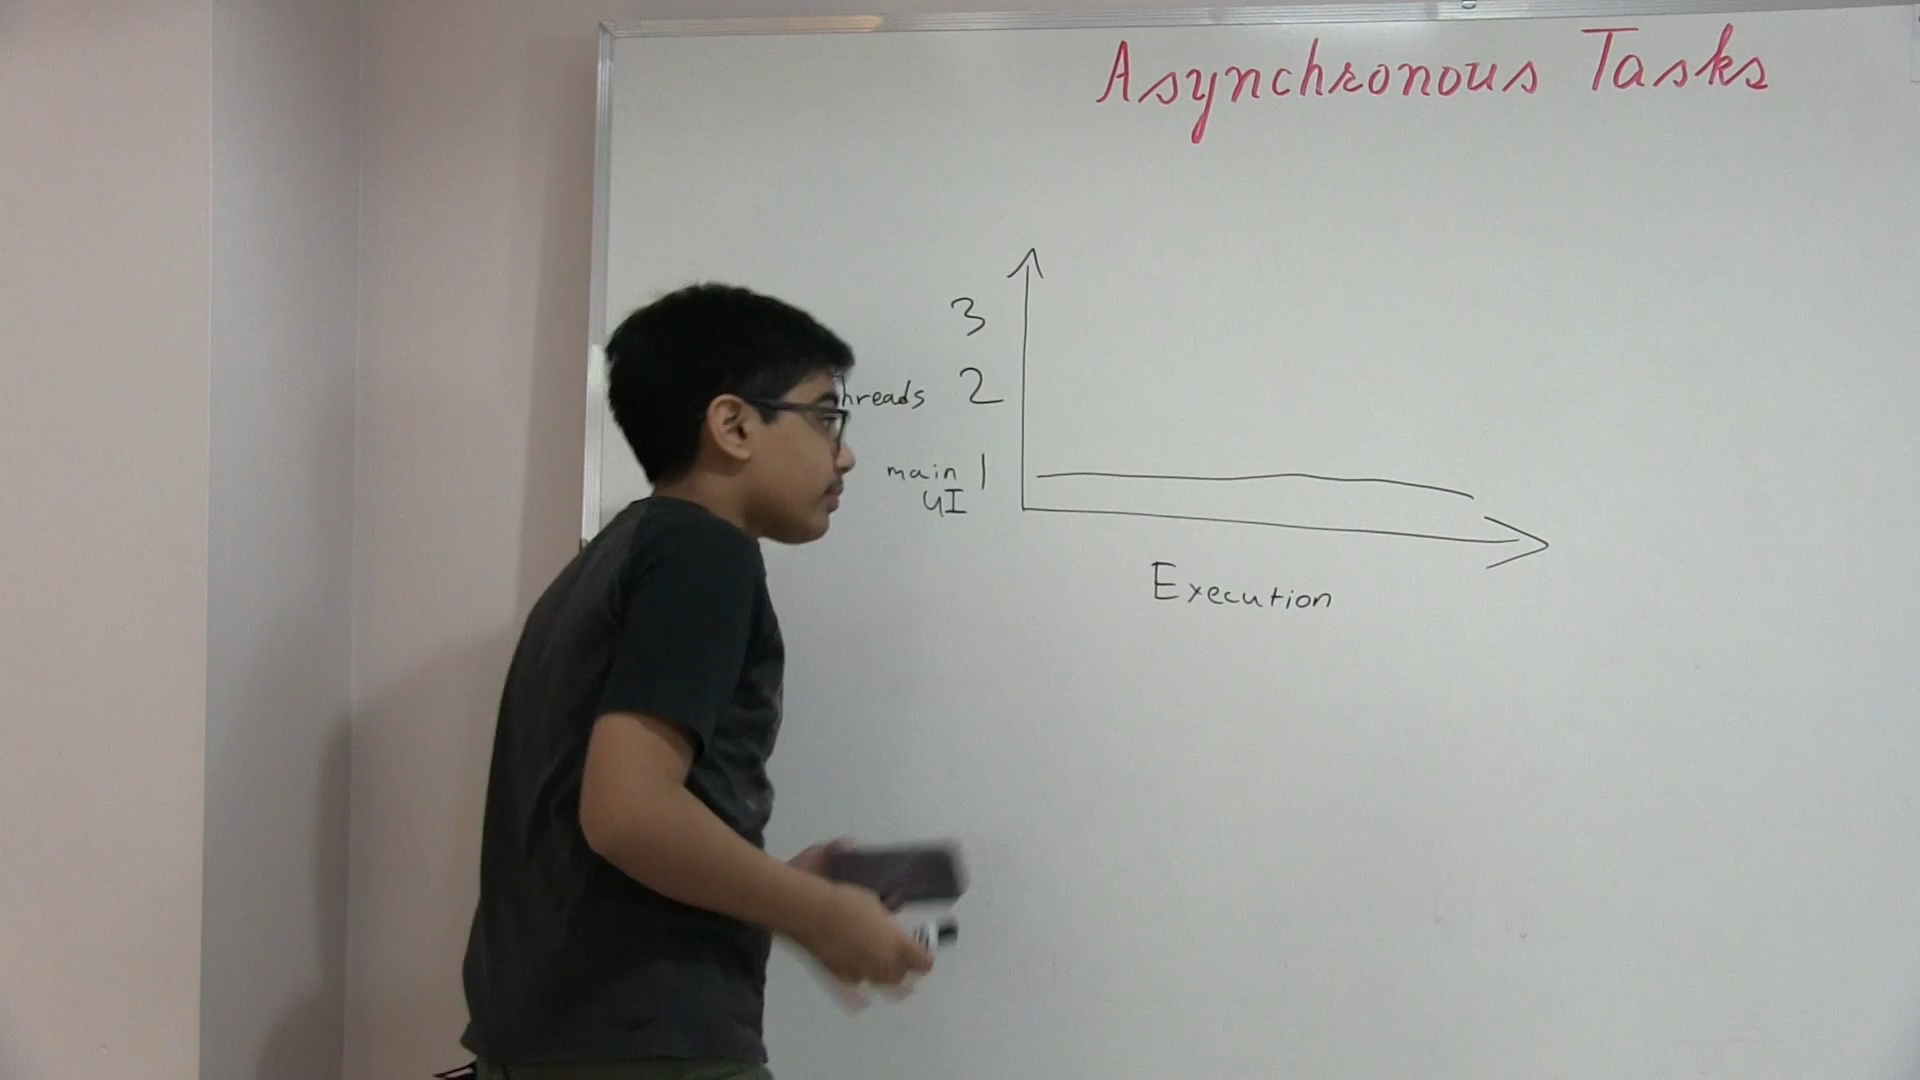 Asynchronous Tasks
3
hreads 2
main 1
UI
Execution